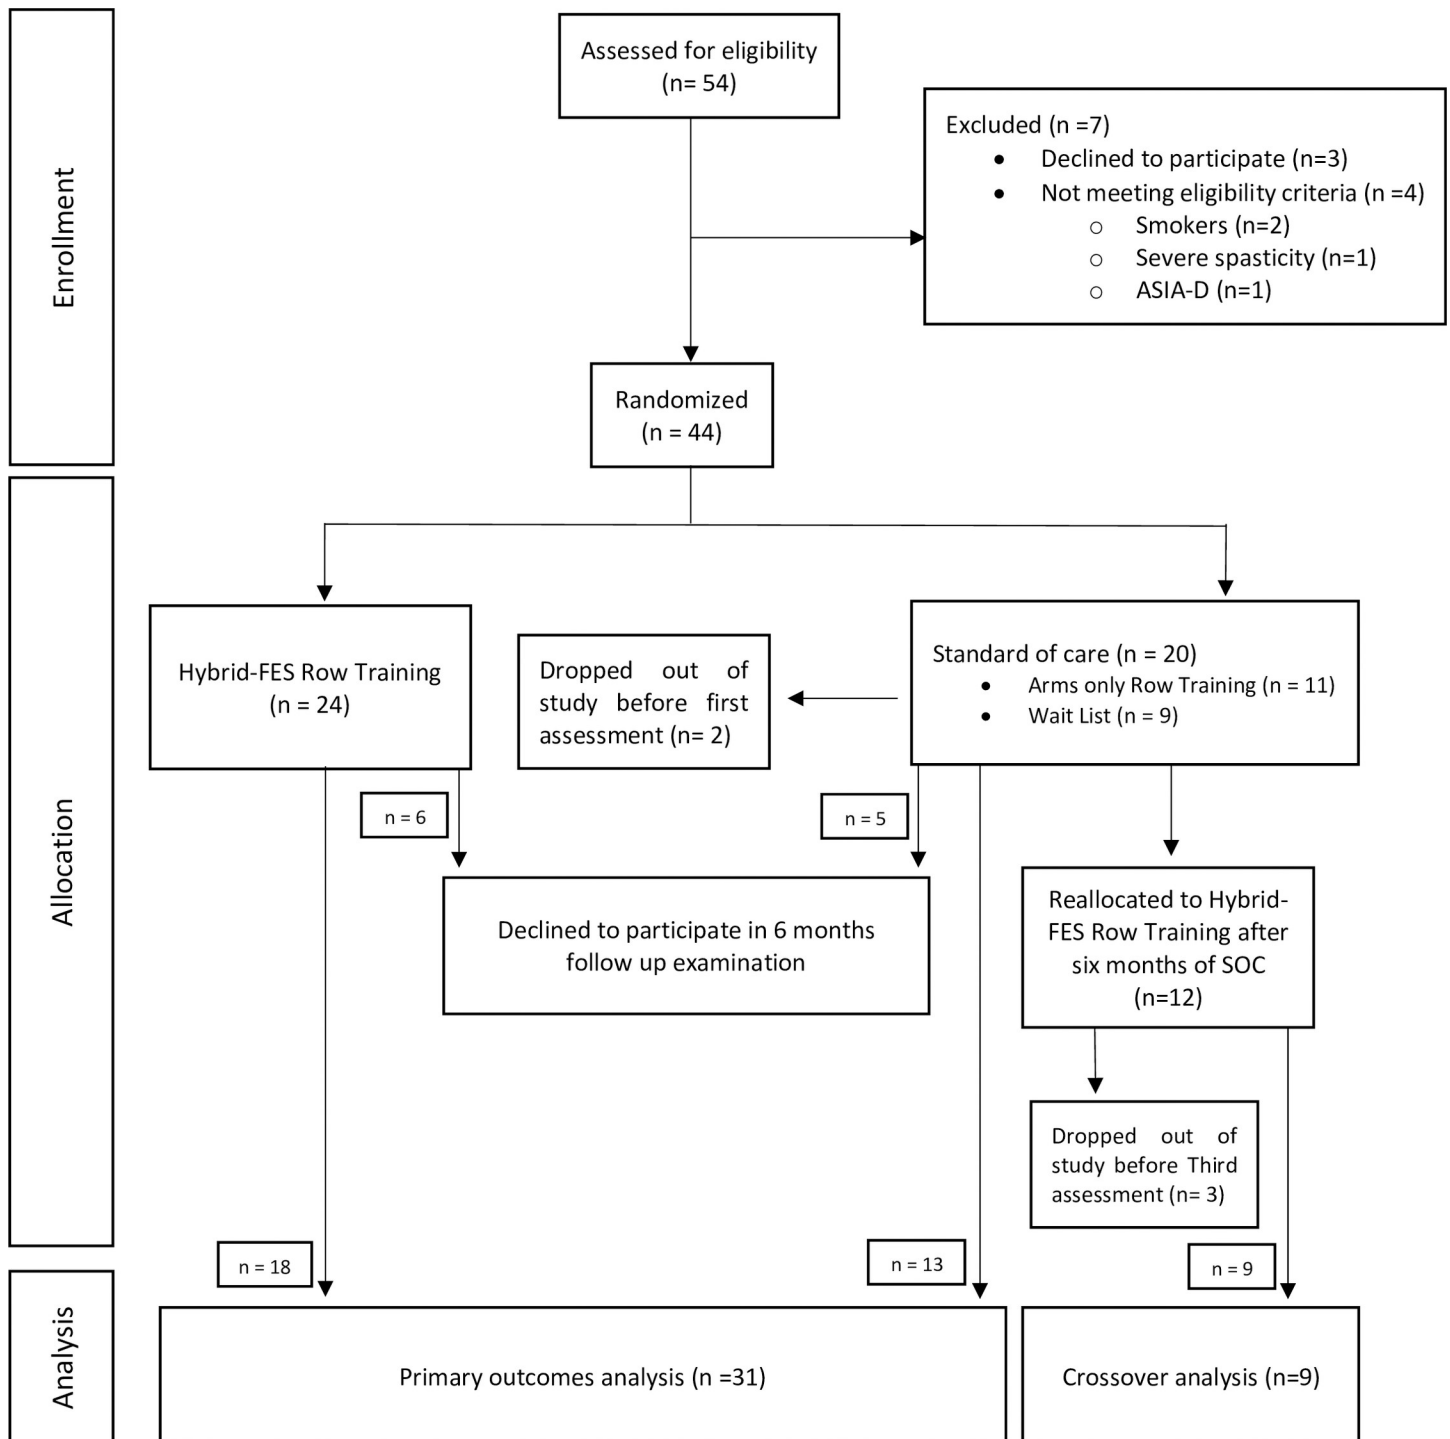 Enrollment
Assessed for eligibility
(n= 54)
Excluded (n =7)
• Declined to participate (n=3)
• Not meeting eligibility criteria (n =4)
o Smokers (n=2)
o Severe spasticity (n=1)
o ASIA-D (n=1)
Randomized
(n = 44)
Allocation
Hybrid-FES Row Training
(n = 24)
Dropped out of
study before first
assessment (n= 2)
Standard of care (n = 20)
• Arms only Row Training (n = 11)
• Wait List (n = 9)
n = 6
n = 5
Declined to participate in 6 months
follow up examination
Reallocated to Hybrid-
FES Row Training after
six months of SOC
(n=12)
Dropped out of
study before Third
assessment (n= 3)
n = 18
n = 13
n = 9
Analysis
Primary outcomes analysis (n =31)
Crossover analysis (n=9)